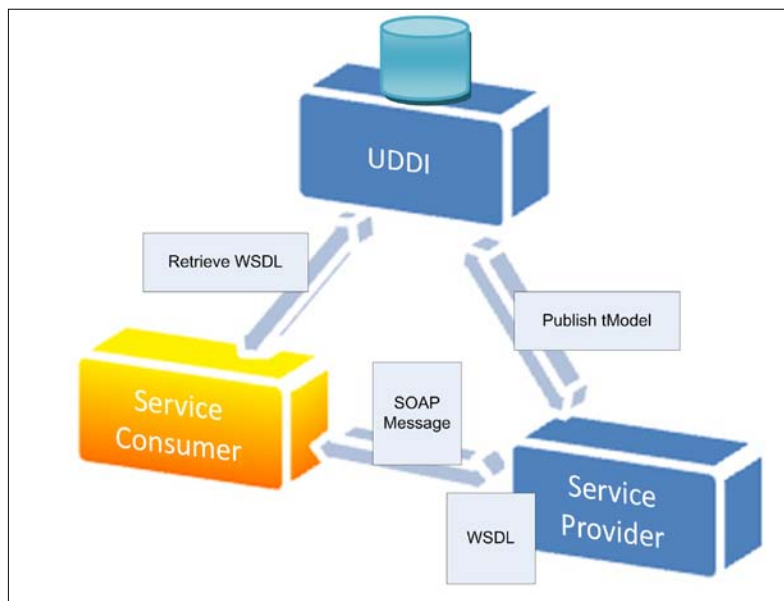 UDDI
Retrieve WSDL
Publish tModel
Service
Consumer
SOAP
Message
Service
Provider
WSDL